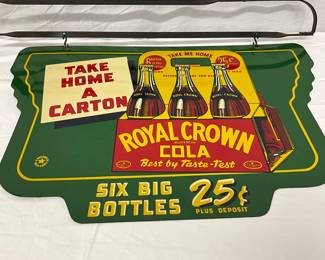 TAKE
HOME
A
CARTON
TAKE ME HOME
25¢
ROYAL CROWN
COLA
Best by Taste-Test
SIX BIG
BOTTLES
25¢
PLUS DEPOSIT